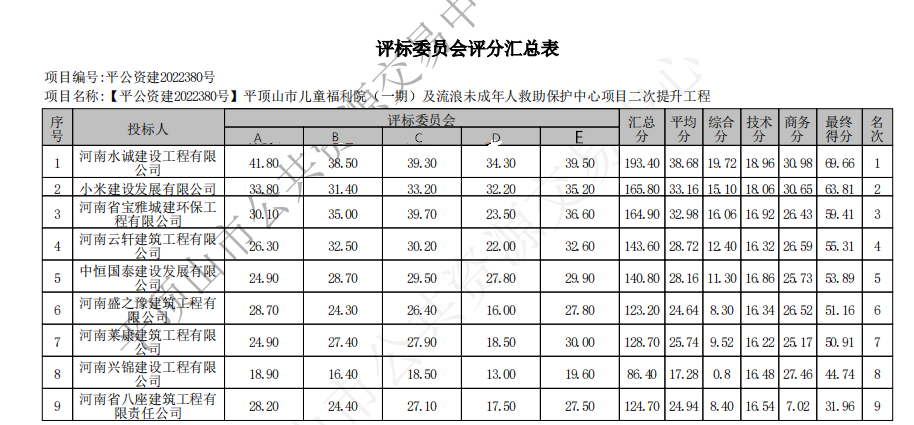 评标委员会评分汇总表
项目编号:平公资建2022380号
项目名称:【平公资建2022380号】平顶山市儿童福利院（一期）及流浪未成年人救助保护中心项目二次提升工程
序号 投标人 评标委员会 汇总分 平均分 综合分 技术分 商务分 最终得分 名次
A B C D E
1 河南水诚建设工程有限公司 41.80 38.50 39.30 34.30 39.50 193.40 38.68 19.72 18.96 30.98 69.66 1
2 小米建设发展有限公司 33.80 31.40 33.20 32.20 35.20 165.80 33.16 15.10 18.06 30.65 63.81 2
3 河南省宝雅城建环保工程有限公司 30.10 35.00 39.70 23.50 36.60 164.90 32.98 16.06 16.92 26.43 59.41 3
4 河南云轩建筑工程有限公司 26.30 32.50 30.20 22.00 32.60 143.60 28.72 12.40 16.32 26.59 55.31 4
5 中恒国泰建设发展有限公司 24.90 28.70 29.50 27.80 29.90 140.80 28.16 11.30 16.86 25.73 53.89 5
6 河南盛之豫建筑工程有限公司 28.70 24.30 26.40 16.00 27.80 123.20 24.64 8.30 16.34 26.52 51.16 6
7 河南莱康建筑工程有限公司 24.90 27.40 27.90 18.50 30.00 128.70 25.74 9.52 16.22 25.17 50.91 7
8 河南兴锦建设工程有限公司 18.90 16.40 18.50 13.00 19.60 86.40 17.28 0.8 16.48 27.46 44.74 8
9 河南省八座建筑工程有限责任公司 28.20 24.40 27.10 17.50 27.50 124.70 24.94 8.40 16.54 7.02 31.96 9
平顶山市公共资源交易中
山市公共资源交易中心